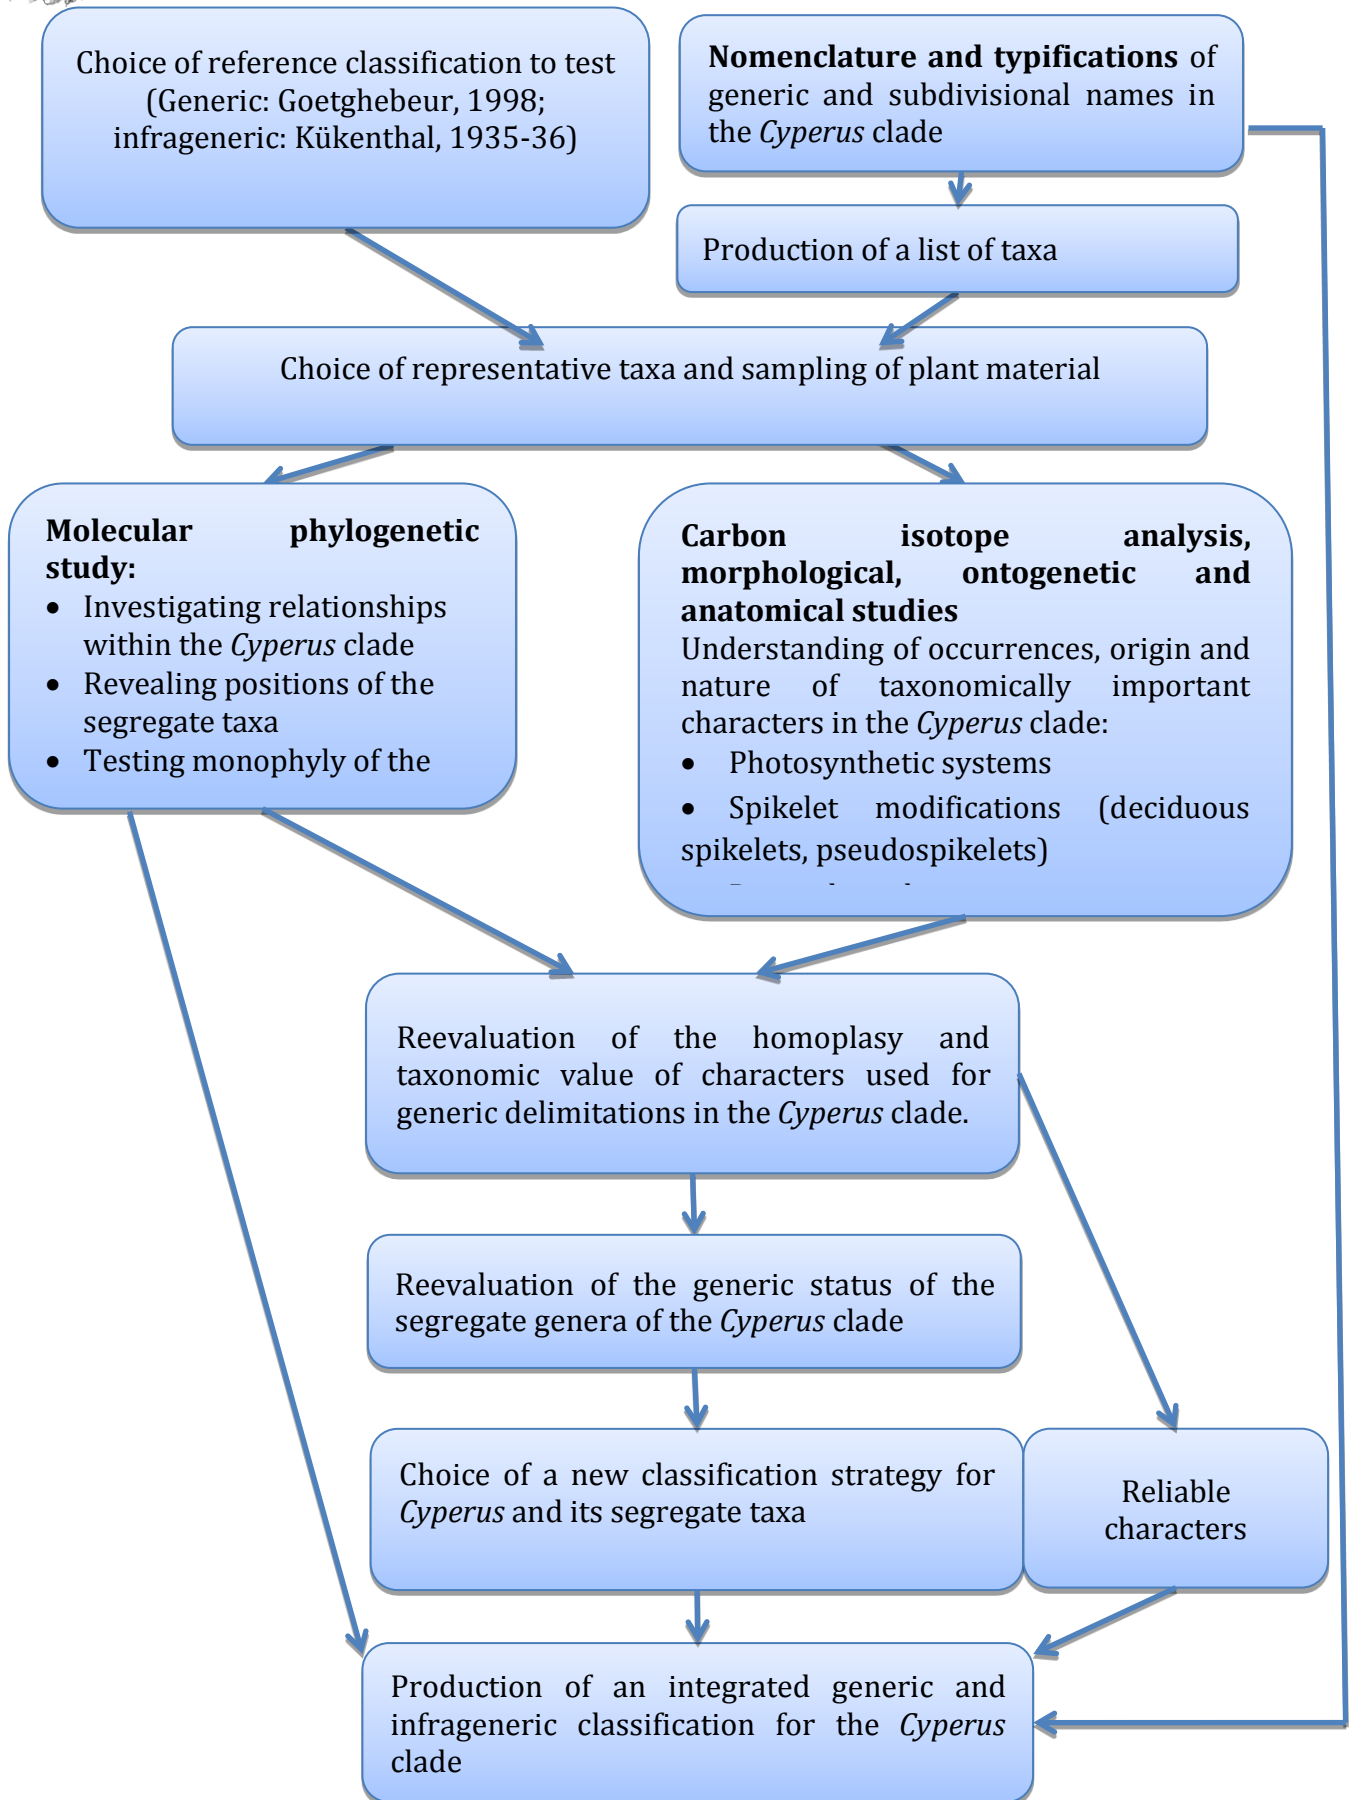 Choice of reference classification to test
(Generic: Goetghebeur, 1998;
infrageneric: Kükenthal, 1935-36)
Nomenclature and typifications of
generic and subdivisional names in
the Cyperus clade
Production of a list of taxa
Choice of representative taxa and sampling of plant material
Molecular phylogenetic
study:
• Investigating relationships
within the Cyperus clade
• Revealing positions of the
segregate taxa
• Testing monophyly of the
Carbon isotope analysis,
morphological, ontogenetic and
anatomical studies
Understanding of occurrences, origin and
nature of taxonomically important
characters in the Cyperus clade:
• Photosynthetic systems
• Spikelet modifications (deciduous
spikelets, pseudospikelets)
Reevaluation of the homoplasy and
taxonomic value of characters used for
generic delimitations in the Cyperus clade.
Reevaluation of the generic status of the
segregate genera of the Cyperus clade
Choice of a new classification strategy for
Cyperus and its segregate taxa
Reliable
characters
Production of an integrated generic and
infrageneric classification for the Cyperus
clade